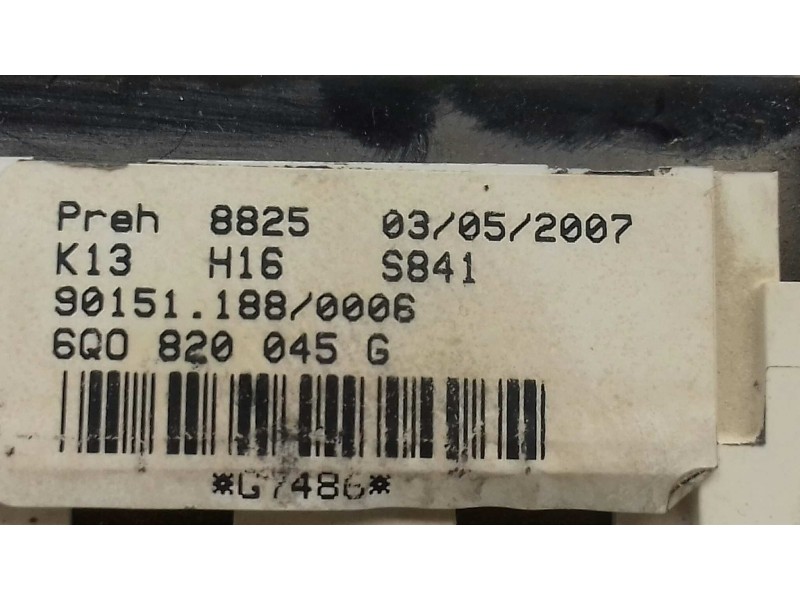 Preh 8825 03/05/2007
K13 H16 S841
90151.188/0006
6Q0 820 045 G
*G7486*